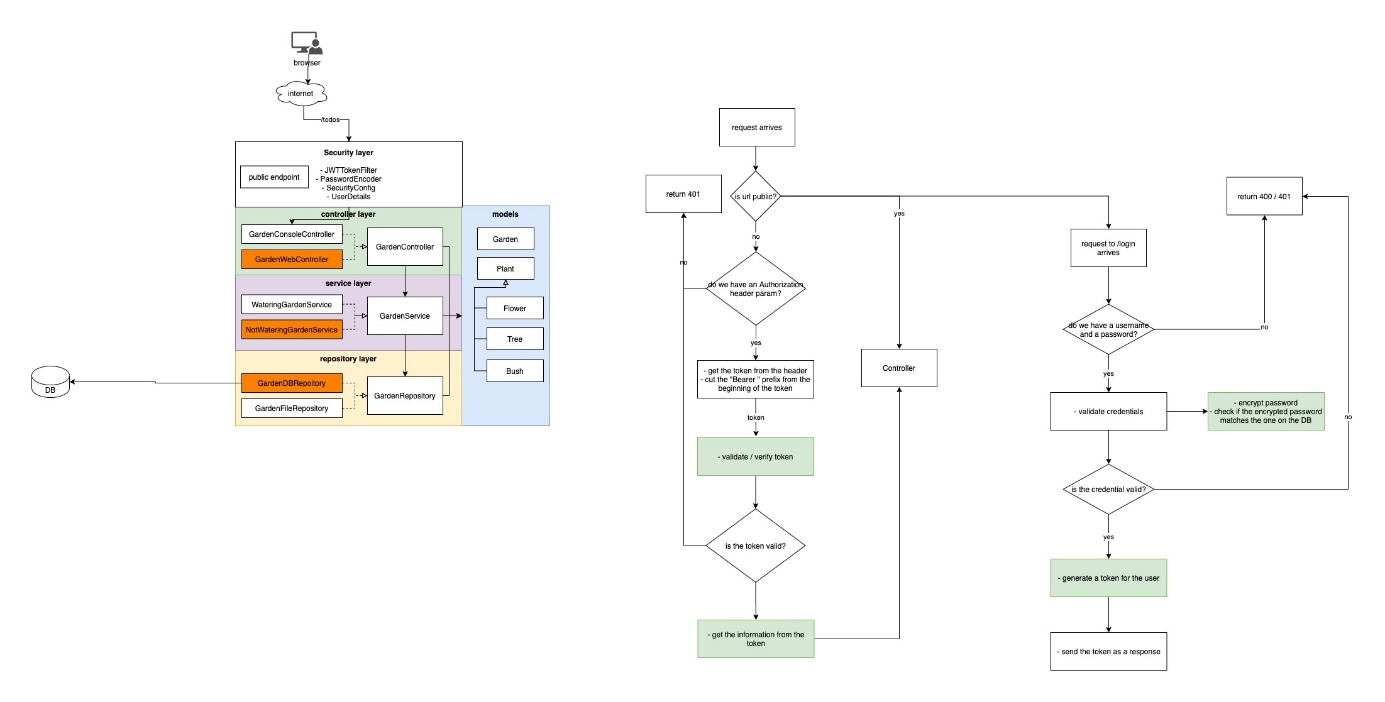 browser
internet
/todos
Security layer
public endpoint
- JWTTokenFilter
- PasswordEncoder
- SecurityConfig
- UserDetails
controller layer
GardenConsoleController
GardenWebController
GardenController
service layer
WateringGardenService
NotWateringGardenService
GardenService
repository layer
GardenDBRepcitory
GardenFileRepository
GardenRepository
models
Garden
Plant
Flower
Tree
Bush
DB
request arrives
return 401
is url public?
yes
no
no
do we have an Authorization
header param?
yes
- get the token from the header
- cut the "Bearer " prefix from the
beginning of the token
token
- validate / verify token
is the token valid?
- get the information from the
token
Controller
return 400 / 401
request to /login
arrives
do we have a username
and a password?
no
yes
- validate credentials
- encrypt password
- check if the encrypted password
matches the one on the DB
no
is the credential valid?
yes
- generate a token for the user
- send the token as a response